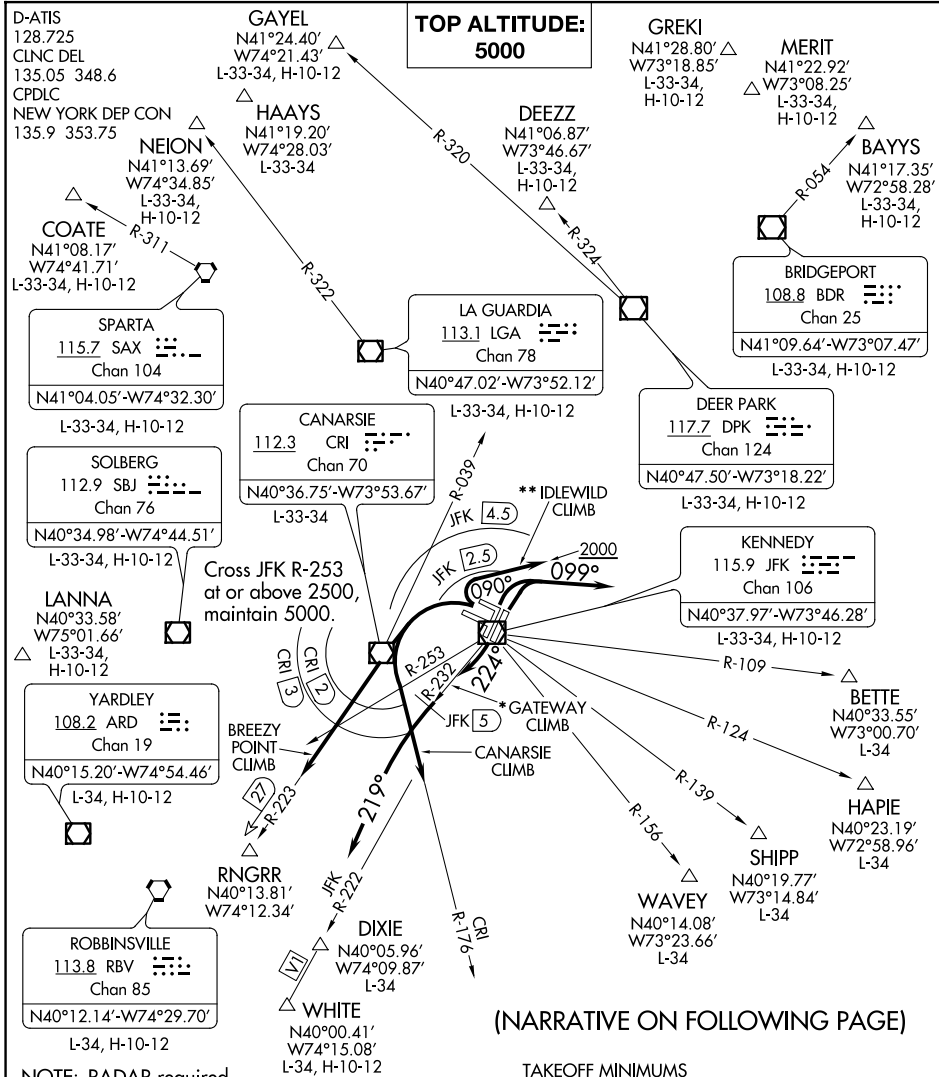 D-ATIS
128.725
CLNC DEL
135.05 348.6
CPDLC
NEW YORK DEP CON
135.9 353.75
GAYEL
N41°24.40′
W74°21.43′
L-33-34, H-10-12
TOP ALTITUDE:
5000
GREKI
N41°28.80′
W73°18.85′
L-33-34,
H-10-12
MERIT
N41°22.92′
W73°08.25′
L-33-34,
H-10-12
HAAYS
N41°19.20′
W74°28.03′
L-33-34
DEEZZ
N41°06.87′
W73°46.67′
L-33-34,
H-10-12
BAYYS
N41°17.35′
W72°58.28′
L-33-34,
H-10-12
NEION
N41°13.69′
W74°34.85′
L-33-34,
H-10-12
COATE
N41°08.17′
W74°41.71′
L-33-34, H-10-12
R-311
R-322
R-320
R-324
R-054
SPARTA
115.7 SAX
Chan 104
N41°04.05′-W74°32.30′
L-33-34, H-10-12
LA GUARDIA
113.1 LGA
Chan 78
N40°47.02′-W73°52.12′
L-33-34, H-10-12
BRIDGEPORT
108.8 BDR
Chan 25
N41°09.64′-W73°07.47′
L-33-34, H-10-12
DEER PARK
117.7 DPK
Chan 124
N40°47.50′-W73°18.22′
L-33-34, H-10-12
CANARSIE
112.3 CRI
Chan 70
N40°36.75′-W73°53.67′
L-33-34
SOLBERG
112.9 SBJ
Chan 76
N40°34.98′-W74°44.51′
L-33-34, H-10-12
R-039
JFK 4.5
JFK 2.5
** IDLEWILD
CLIMB
2000
090°
099°
KENNEDY
115.9 JFK
Chan 106
N40°37.97′-W73°46.28′
L-33-34, H-10-12
Cross JFK R-253
at or above 2500,
maintain 5000.
LANNA
N40°33.58′
W75°01.66′
L-33-34,
H-10-12
CRI 3
CRI 2
R-253
R-232
224°
*GATEWAY
CLIMB
JFK 5
CANARSIE
CLIMB
R-109
R-124
R-139
R-156
BETTE
N40°33.55′
W73°00.70′
L-34
HAPIE
N40°23.19′
W72°58.96′
L-34
SHIPP
N40°19.77′
W73°14.84′
L-34
WAVEY
N40°14.08′
W73°23.66′
L-34
YARDLEY
108.2 ARD
Chan 19
N40°15.20′-W74°54.46′
L-34, H-10-12
BREEZY
POINT
CLIMB
27
R-223
219°
RNGRR
N40°13.81′
W74°12.34′
JFK
R-222
CRI
R-176
DIXIE
N40°05.96′
W74°09.87′
L-34
V1
WHITE
N40°00.41′
W74°15.08′
L-34, H-10-12
ROBBINSVILLE
113.8 RBV
Chan 85
N40°12.14′-W74°29.70′
L-34, H-10-12
(NARRATIVE ON FOLLOWING PAGE)
NOTE: RADAR required
TAKEOFF MINIMUMS